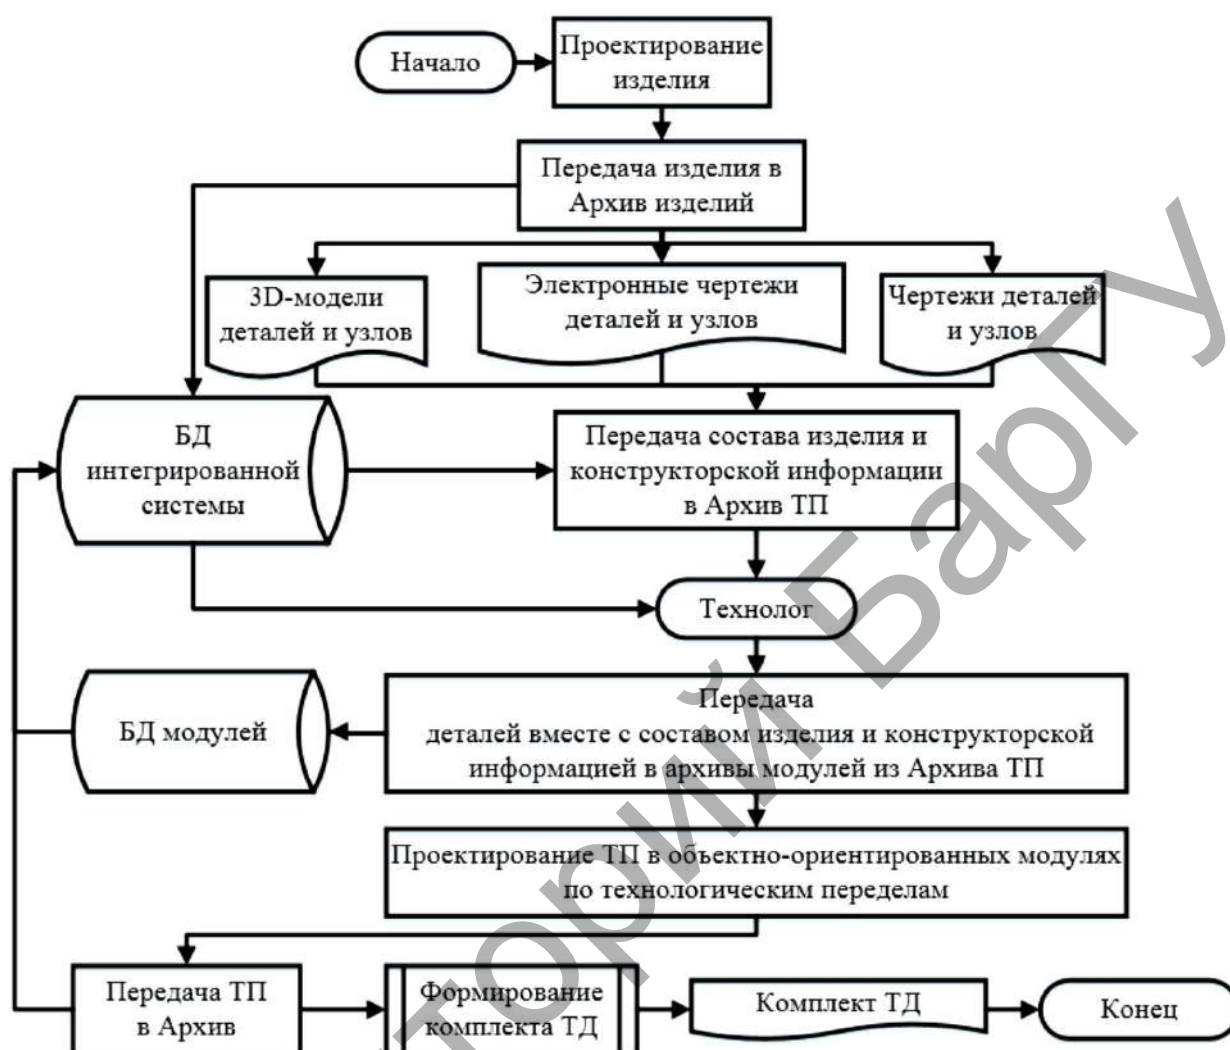 Начало
Проектирование
изделия
Передача изделия в
Архив изделий
3D-модели
деталей и узлов
Электронные чертежи
деталей и узлов
Чертежи деталей
и узлов
БД
интегрированной
системы
Передача состава изделия и
конструкторской информации
в Архив ТП
Технолог
БД модулей
Передача
деталей вместе с составом изделия и конструкторской
информацией в архивы модулей из Архива ТП
Проектирование ТП в объектно-ориентированных модулях
по технологическим переделам
Передача ТП
в Архив
Формирование
комплекта ТД
Комплект ТД
Конец
торий БарГУ